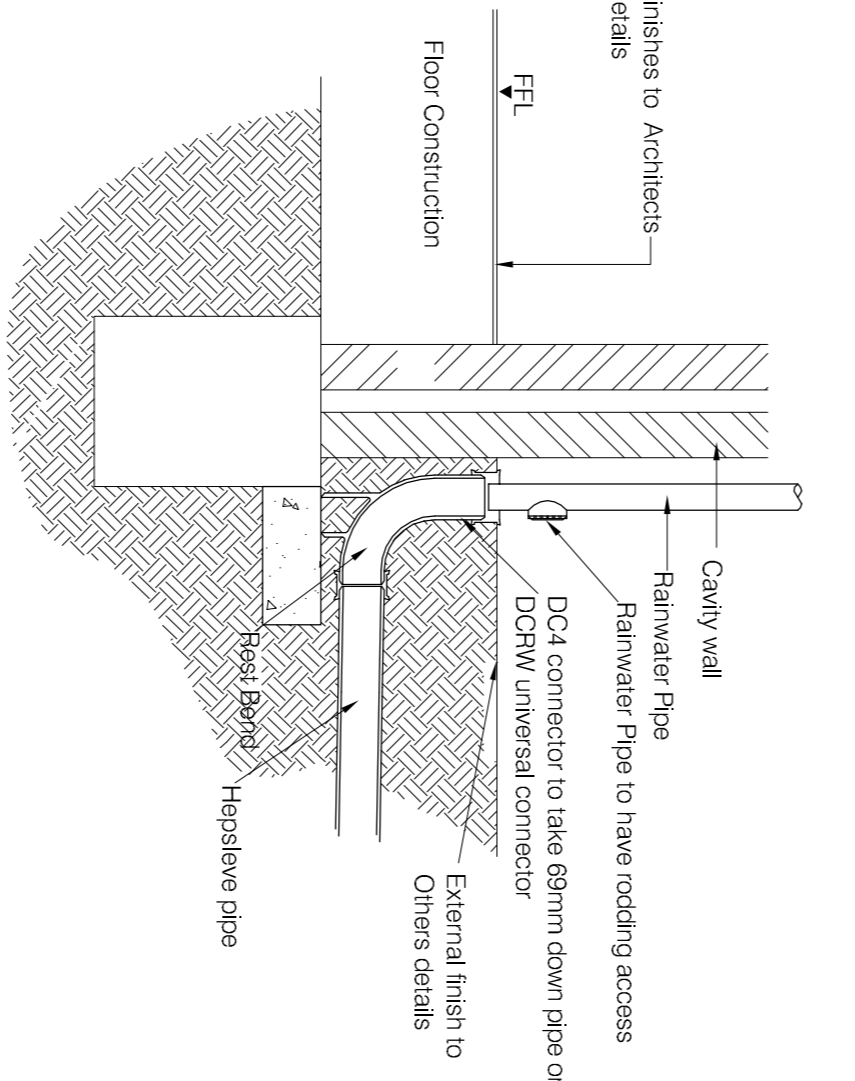 inishes to Architects
etails
FFL
Floor Construction
Cavity wall
Rainwater Pipe
Rainwater Pipe to have rodding access
DC4 connector to take 69mm down pipe or
DCRW universal connector
External finish to
Others details
Rest Bend
Hepsleve pipe